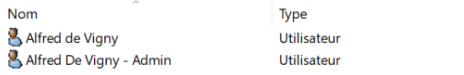 Nom Type
Alfred de Vigny Utilisateur
Alfred De Vigny - Admin Utilisateur